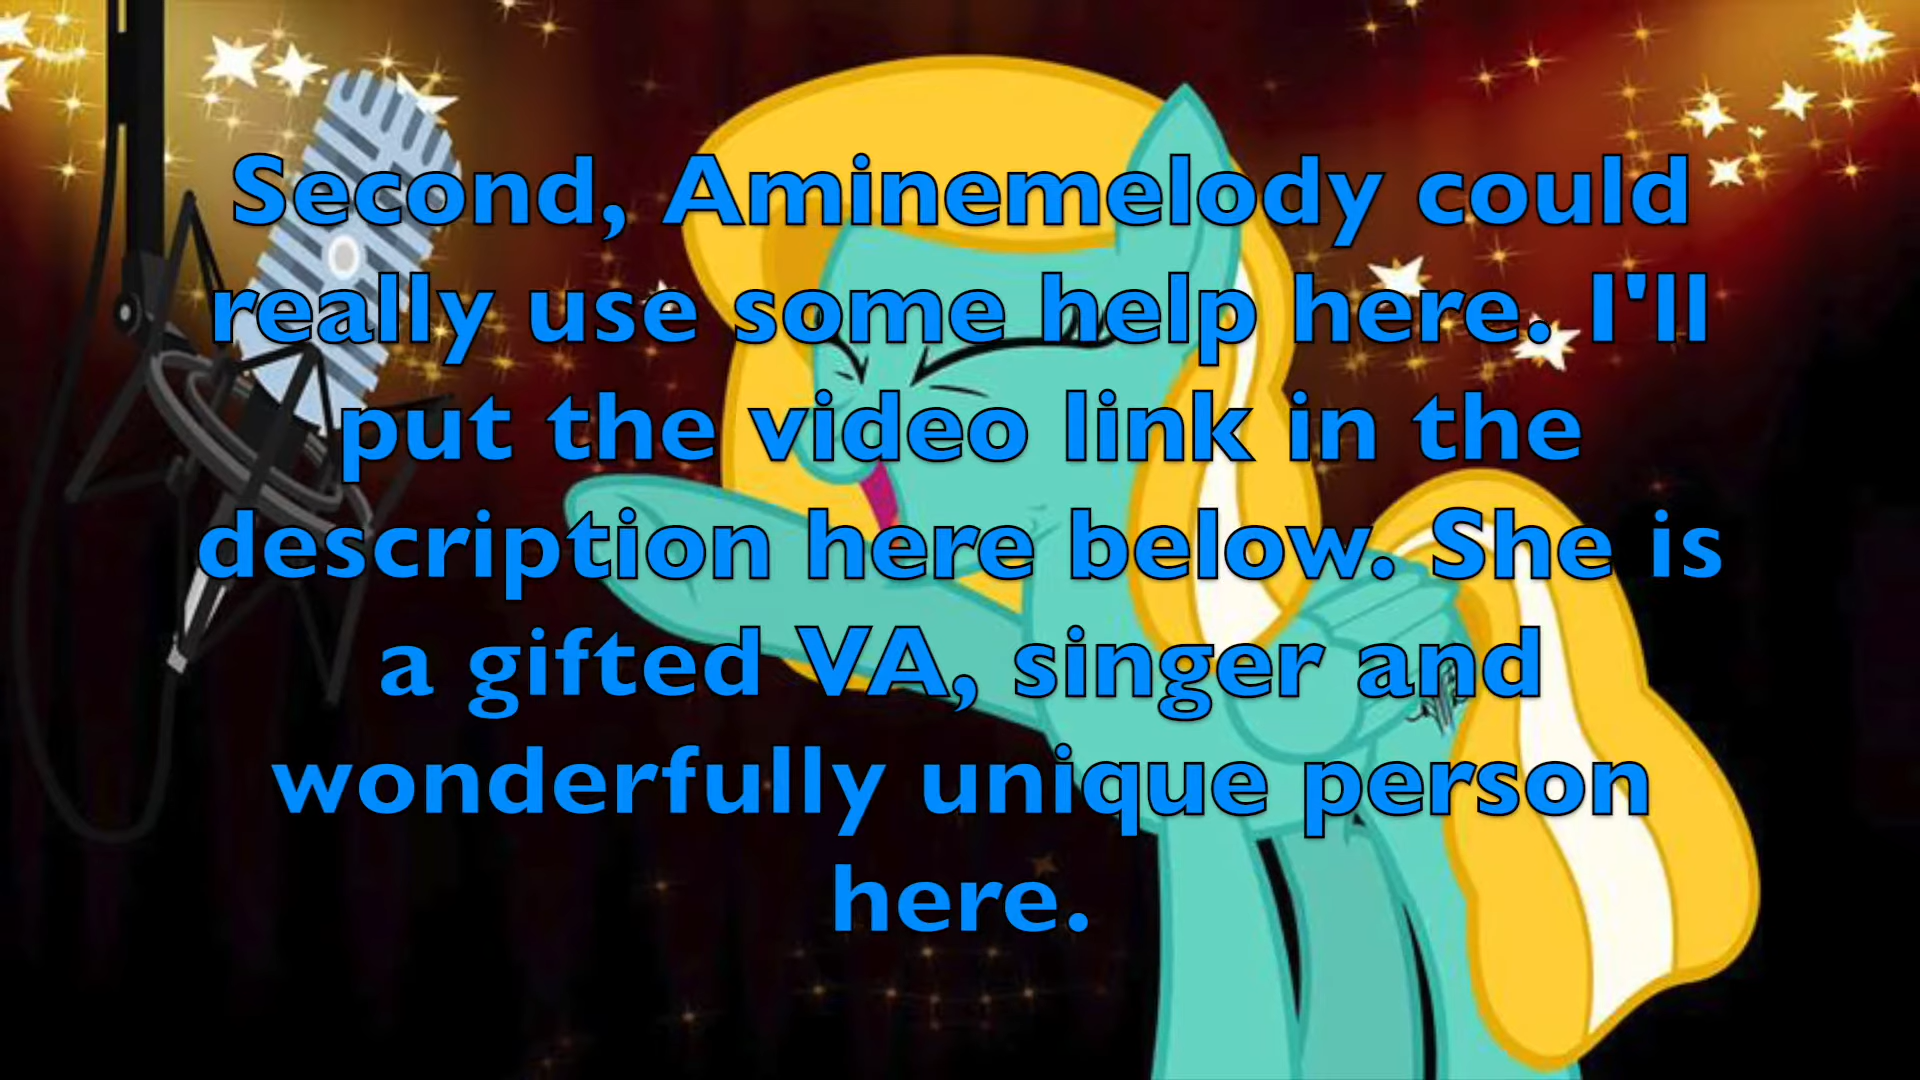 Second, Aminemelody could
really use some help here. I'll
put the video link in the
description here below. She is
a gifted VA, singer and
wonderfully unique person
here.